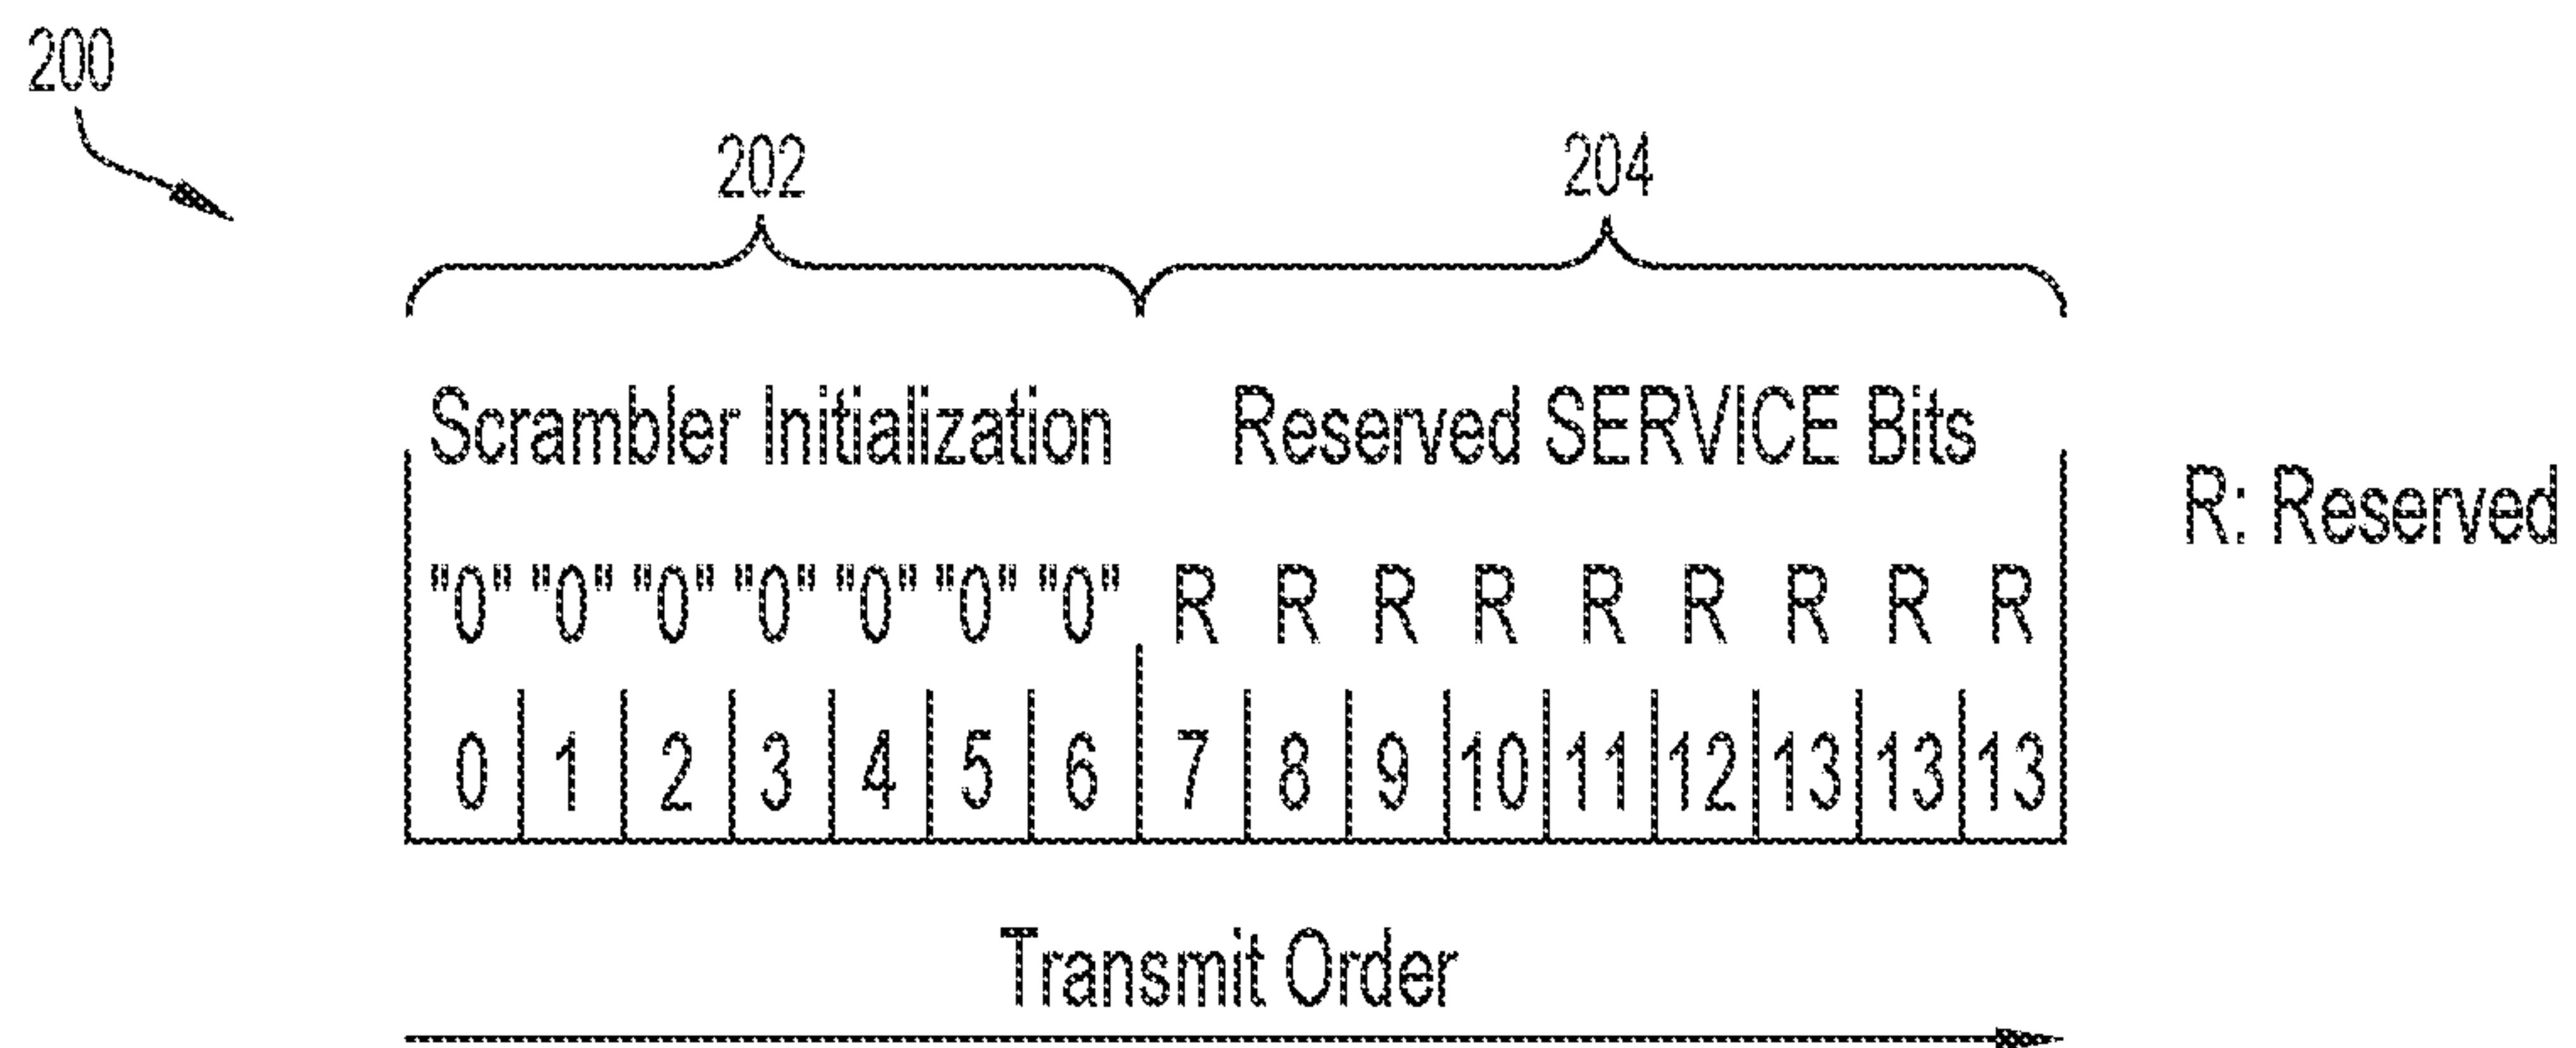 200
202 204
Scrambler Initialization Reserved SERVICE Bits
R: Reserved
"0" "0" "0" "0" "0" "0" "0" R R R R R R R R R
0 1 2 3 4 5 6 7 8 9 10 11 12 13 13 13
Transmit Order